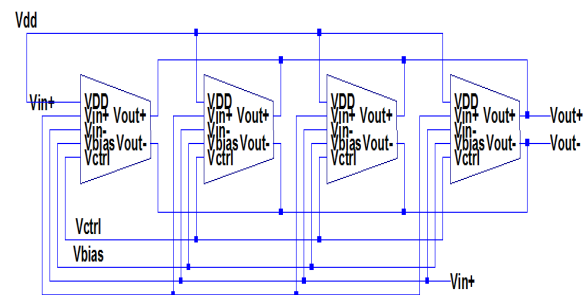 Vdd
Vin+
VDD
Vin+ Vout+
Vin-
Vbias Vout-
Vctrl
VDD
Vin+ Vout+
Vin-
Vbias Vout-
Vctrl
VDD
Vin+ Vout+
Vin-
Vbias Vout-
Vctrl
VDD
Vin+ Vout+
Vin-
Vbias Vout-
Vctrl
Vout+
Vout-
Vctrl
Vbias
Vin+